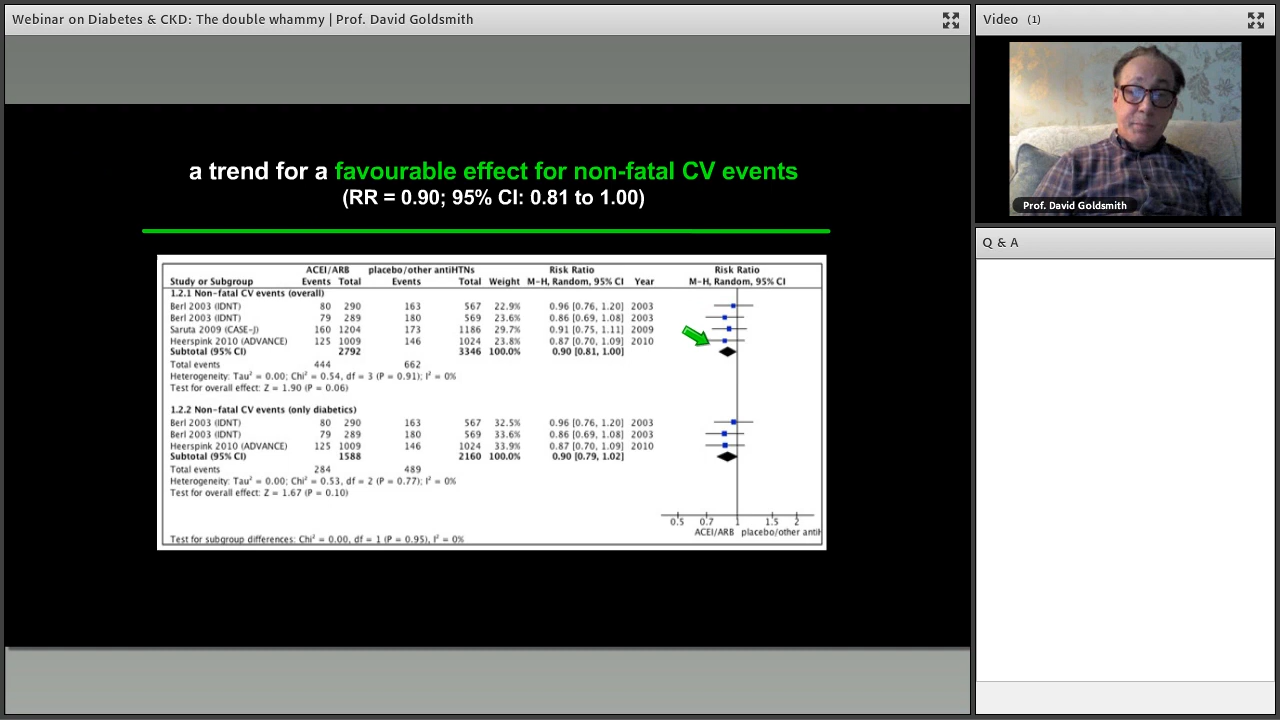 Webinar on Diabetes & CKD: The double whammy | Prof. David Goldsmith
Video (1)
Prof. David Goldsmith
Q & A
a trend for a favourable effect for non-fatal CV events
(RR = 0.90; 95% CI: 0.81 to 1.00)
ACEI/ARB placebo/other antiHTNs Risk Ratio Risk Ratio
Study or Subgroup Events Total Events Total Weight M-H, Random, 95% CI Year M-H, Random, 95% CI
1.2.1 Non-fatal CV events (overall)
Berl 2003 (IDNT) 80 290 163 567 22.9% 0.96 [0.76, 1.20] 2003
Berl 2003 (IDNT) 79 289 180 569 23.6% 0.86 [0.69, 1.08] 2003
Saruta 2009 (CASE-J) 160 1204 173 1186 29.7% 0.91 [0.75, 1.11] 2009
Heerspink 2010 (ADVANCE) 125 1009 146 1024 23.8% 0.87 [0.70, 1.09] 2010
Subtotal (95% CI) 2792 3346 100.0% 0.90 [0.81, 1.00]
Total events 444 662
Heterogeneity: Tau² = 0.00; Chi² = 0.54, df = 3 (P = 0.91); I² = 0%
Test for overall effect: Z = 1.90 (P = 0.06)
1.2.2 Non-fatal CV events (only diabetics)
Berl 2003 (IDNT) 80 290 163 567 32.5% 0.96 [0.76, 1.20] 2003
Berl 2003 (IDNT) 79 289 180 569 33.6% 0.86 [0.69, 1.08] 2003
Heerspink 2010 (ADVANCE) 125 1009 146 1024 33.9% 0.87 [0.70, 1.09] 2010
Subtotal (95% CI) 1588 2160 100.0% 0.90 [0.79, 1.02]
Total events 284 489
Heterogeneity: Tau² = 0.00; Chi² = 0.53, df = 2 (P = 0.77); I² = 0%
Test for overall effect: Z = 1.67 (P = 0.10)
0.5 0.7 1 1.5 2
ACEI/ARB placebo/other antiH
Test for subgroup differences: Chi² = 0.00, df = 1 (P = 0.95), I² = 0%